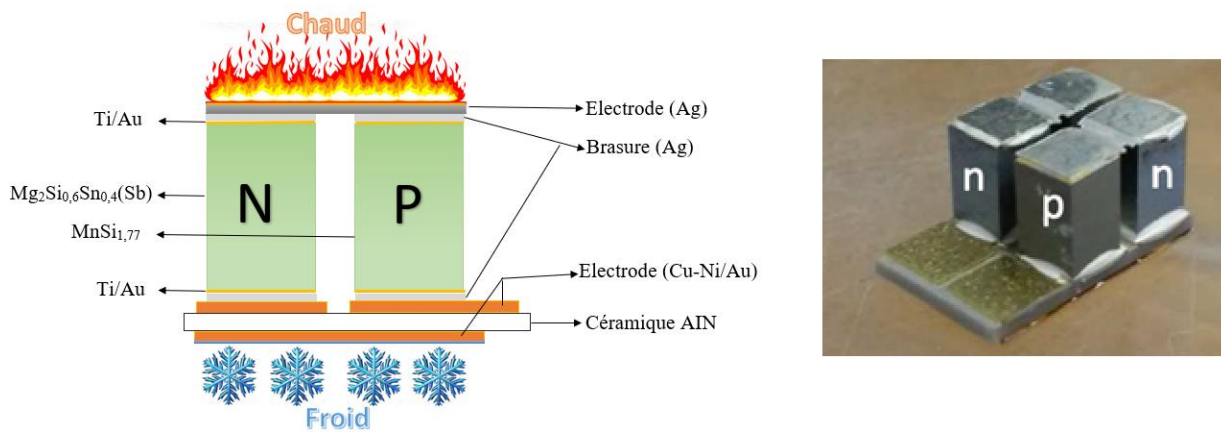 Chaud
Electrode (Ag)
Ti/Au
Brasure (Ag)
Mg₂Si₀,₆Sn₀,₄(Sb)
N
P
MnSi₁,₇₇
Electrode (Cu-Ni/Au)
Ti/Au
Céramique AIN
Froid
n
n
p